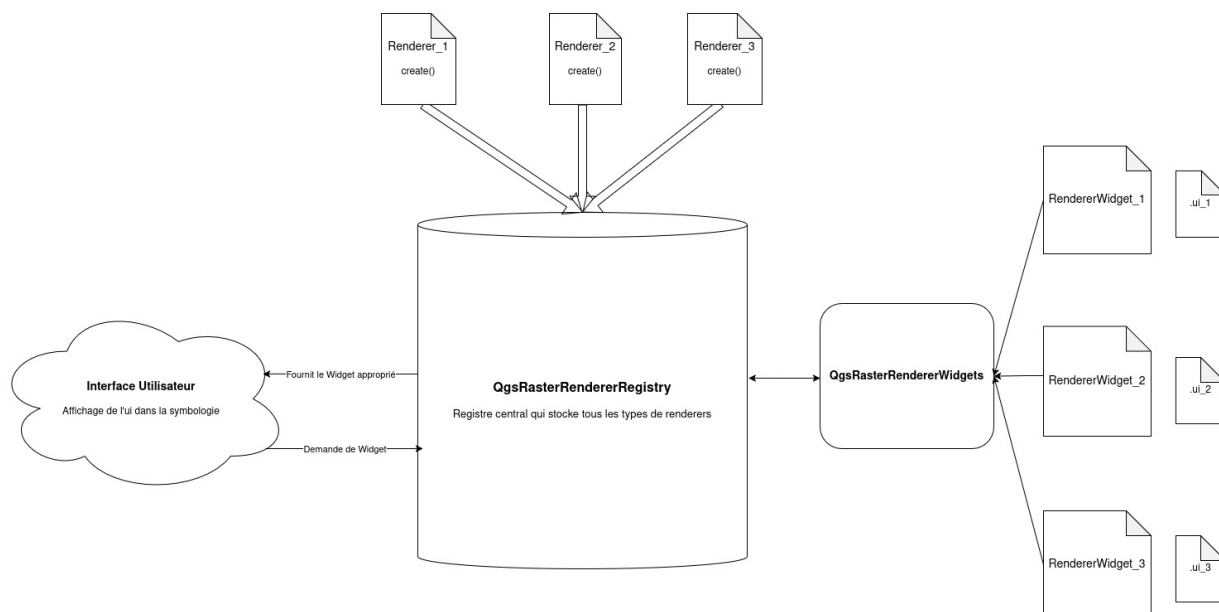 Renderer_1
create()
Renderer_2
create()
Renderer_3
create()
RendererWidget_1
.ui_1
Interface Utilisateur
Affichage de l'ui dans la symbologie
Fournit le Widget approprié
Demande de Widget
QgsRasterRendererRegistry
Registre central qui stocke tous les types de renderers
QgsRasterRendererWidgets
RendererWidget_2
.ui_2
RendererWidget_3
.ui_3